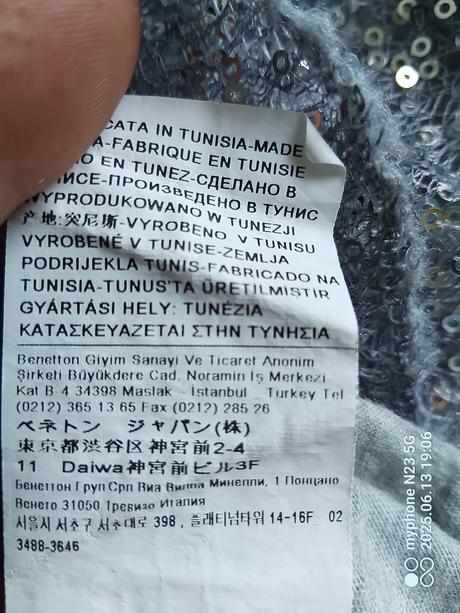 CATA IN TUNISIA-MADE
A-FABRIQUE EN TUNISIE
O EN TUNEZ-СДЕЛАНО В
ИСЕ-ПРОИЗВЕДЕНО В ТУНИС
WYPRODUKOWANO W TUNEZJI
产地:突尼斯-VYROBENO V TUNISU
VYROBENÉ V TUNISE-ZEMLJA
PODRIJEKLA TUNIS-FABRICADO NA
TUNISIA-TUNUS'TA ÜRETILMIŞTIR
GYÁRTÁSI HELY: TUNÉZIA
ΚΑΤΑΣΚΕΥΑΖΕΤΑΙ ΣΤΗΝ ΤΥΝΗΣΙΑ
Benetton Giyim Sanayi Ve Ticaret Anonim
Şirketi Büyükdere Cad. Noramin İş Merkezi
Kat B-4 34398 Maslak - İstanbul _ Turkey Tel
(0212) 365 13 65 Fax (0212) 285 26
ベネトン ジャパン(株)
東京都渋谷区神宮前2-4
11 Daiwa神宮前ビル3F
Бенеттон Груп Срл Виа Вилла Минелли, 1 Понцано
Венето 31050 Тревизо Италия
서울시 서초구 서초대로 398, 플래티넘타워 14-16F 02
3488-3646
myphone N23 5G
2025.06.13 19:06